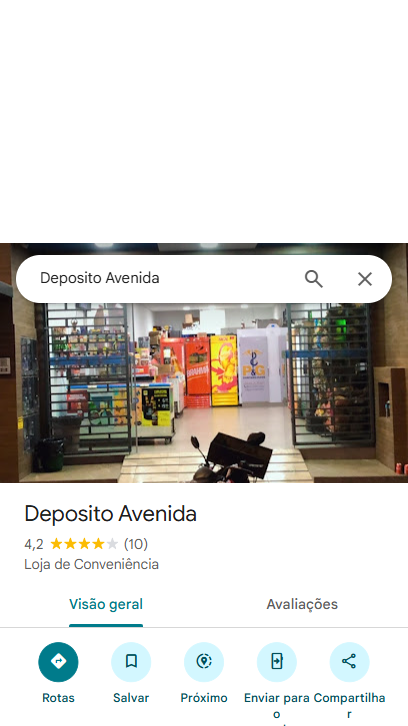 Deposito Avenida
BRAHMA
Deposito Avenida
4,2 (10)
Loja de Conveniência
Visão geral
Avaliações
Rotas
Salvar
Próximo
Enviar para o
Compartilhar